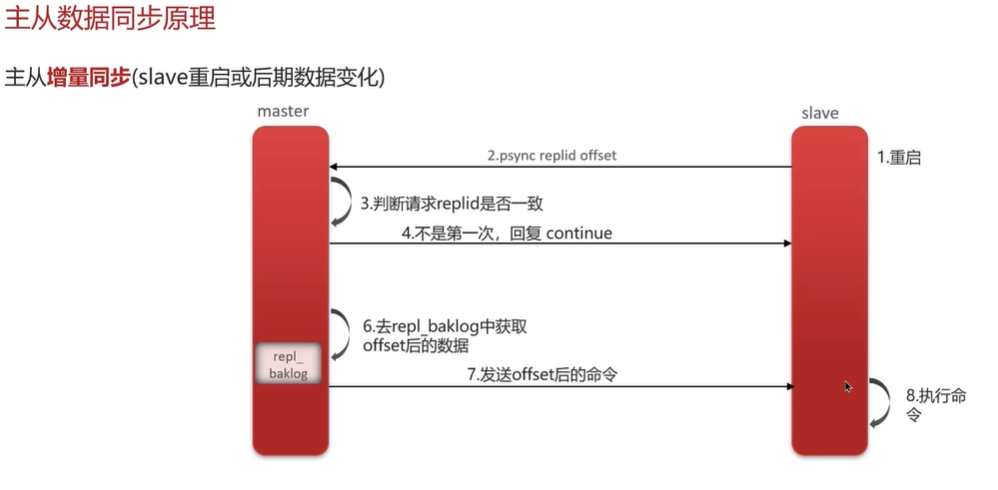 主从数据同步原理
主从增量同步(slave重启或后期数据变化)
master
slave
2.psync replid offset
1.重启
3.判断请求replid是否一致
4.不是第一次，回复 continue
6.去repl_baklog中获取
offset后的数据
repl_
baklog
7.发送offset后的命令
8.执行命
令